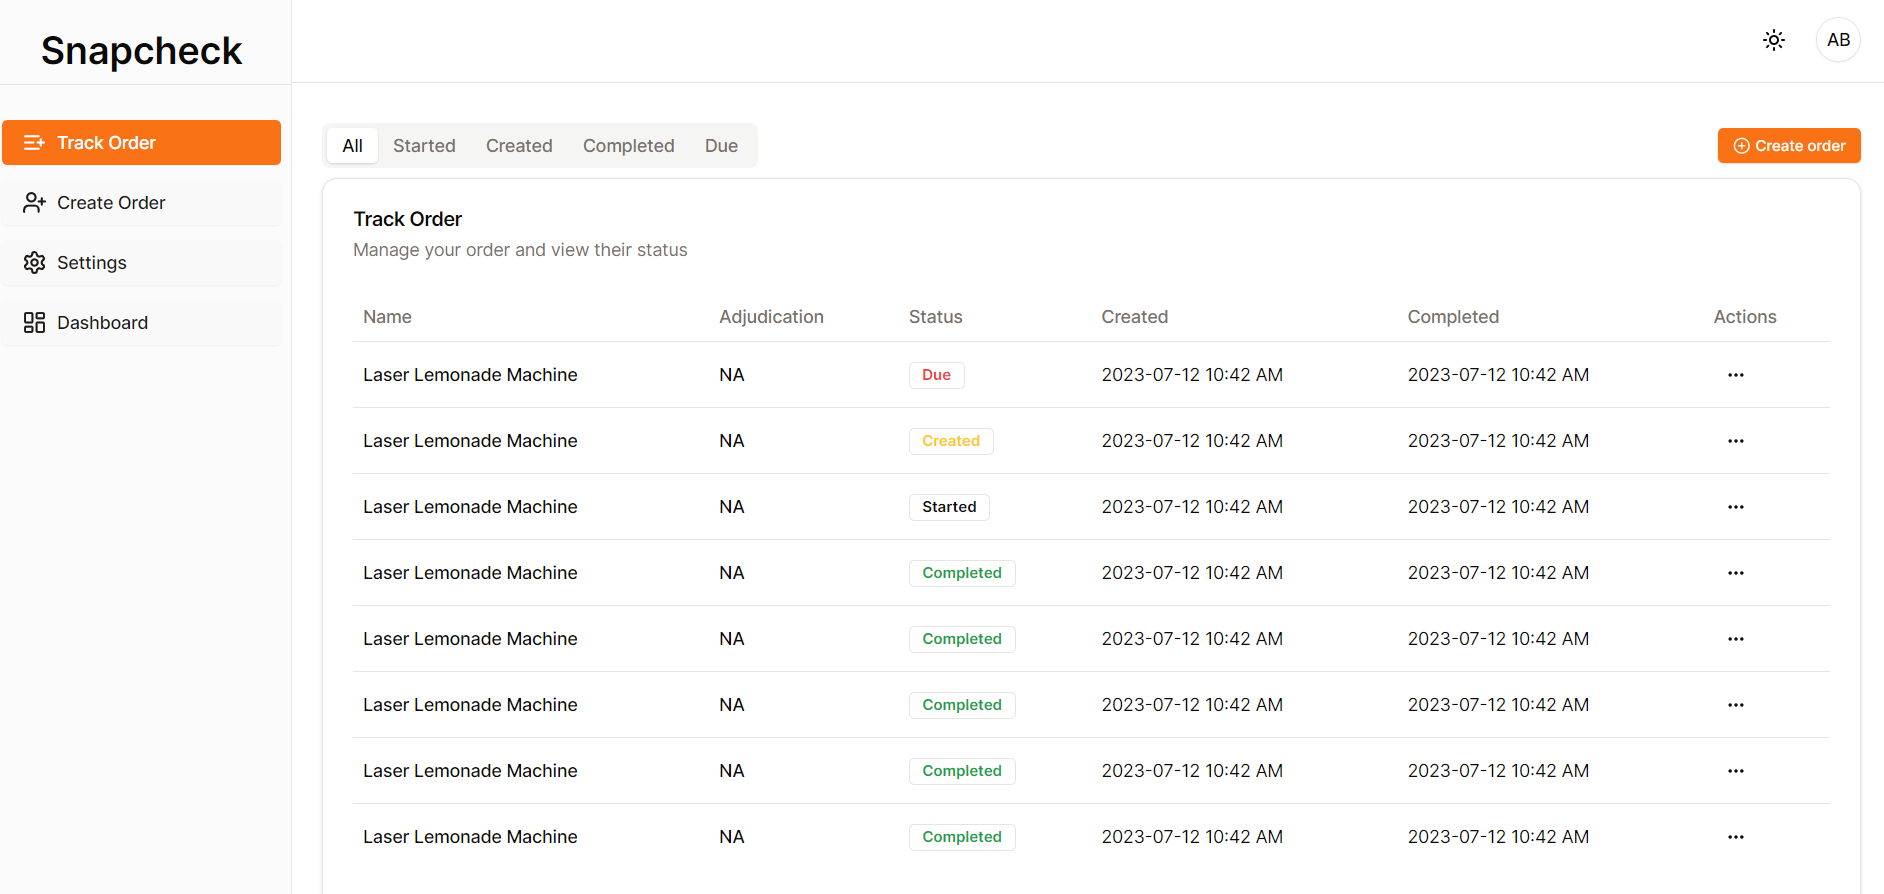 Snapcheck
AB
Track Order
Create Order
Settings
Dashboard
All Started Created Completed Due
Create order
Track Order
Manage your order and view their status
Name Adjudication Status Created Completed Actions
Laser Lemonade Machine NA Due 2023-07-12 10:42 AM 2023-07-12 10:42 AM
Laser Lemonade Machine NA Created 2023-07-12 10:42 AM 2023-07-12 10:42 AM
Laser Lemonade Machine NA Started 2023-07-12 10:42 AM 2023-07-12 10:42 AM
Laser Lemonade Machine NA Completed 2023-07-12 10:42 AM 2023-07-12 10:42 AM
Laser Lemonade Machine NA Completed 2023-07-12 10:42 AM 2023-07-12 10:42 AM
Laser Lemonade Machine NA Completed 2023-07-12 10:42 AM 2023-07-12 10:42 AM
Laser Lemonade Machine NA Completed 2023-07-12 10:42 AM 2023-07-12 10:42 AM
Laser Lemonade Machine NA Completed 2023-07-12 10:42 AM 2023-07-12 10:42 AM